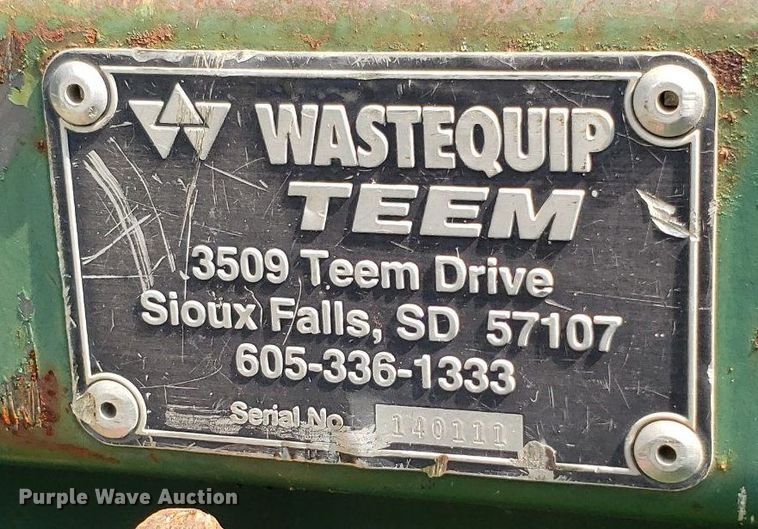 WASTEQUIP
TEEM
3509 Teem Drive
Sioux Falls, SD 57107
605-336-1333
Serial No 140111
Purple Wave Auction